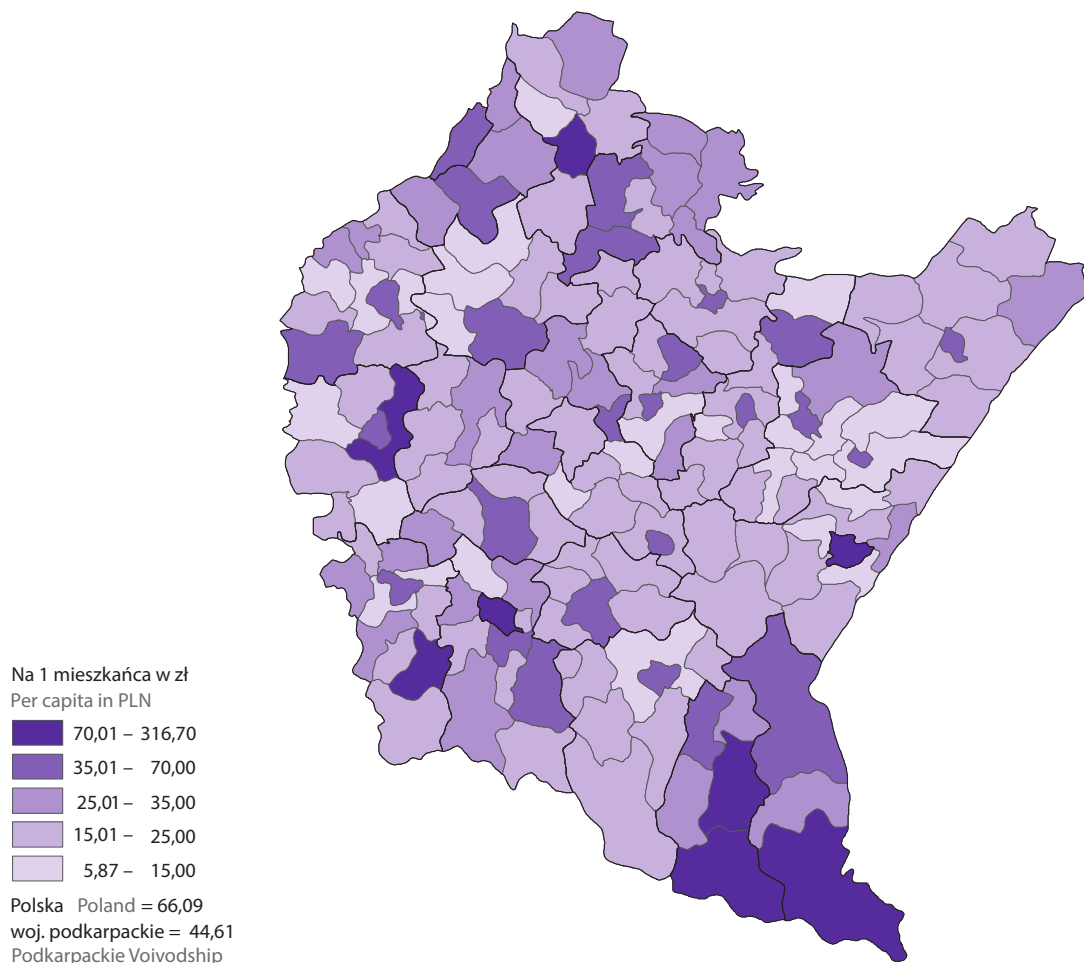 Na 1 mieszkańca w zł
Per capita in PLN
70,01 – 316,70
35,01 – 70,00
25,01 – 35,00
15,01 – 25,00
5,87 – 15,00
Polska Poland = 66,09
woj. podkarpackie = 44,61
Podkarpackie Voivodship